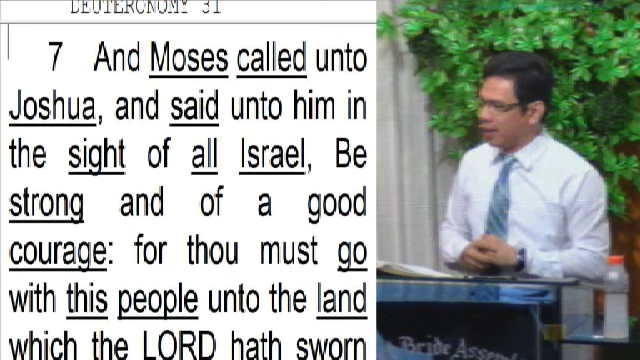 DEUTERONOMY 31
7 And Moses called unto
Joshua, and said unto him in
the sight of all Israel, Be
strong and of a good
courage: for thou must go
with this people unto the land
which the LORD hath sworn
Bride